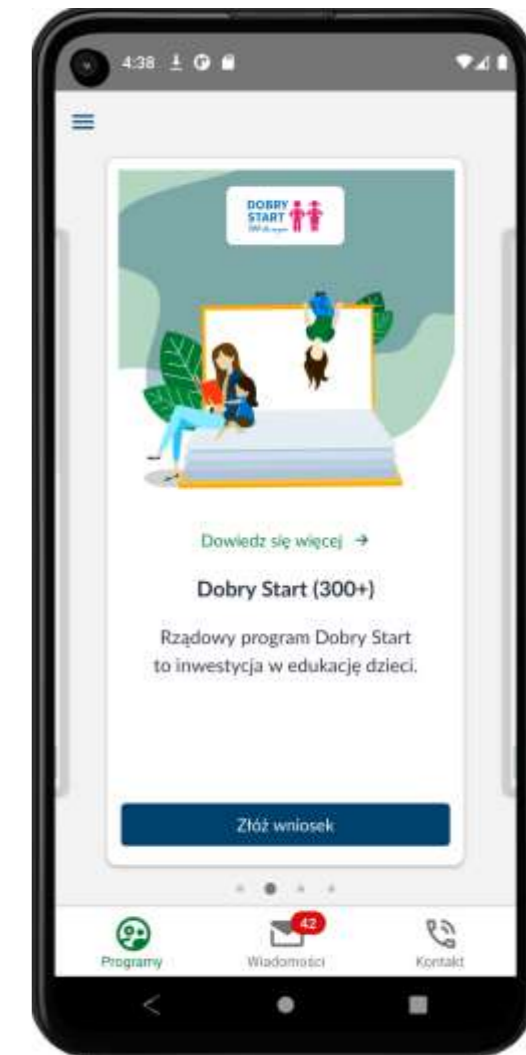 4:38
DOBRY
START
Dowiedz się więcej →
Dobry Start (300+)
Rządowy program Dobry Start
to inwestycja w edukację dzieci.
Złóż wniosek
42
Programy
Wiadomości
Kontakt